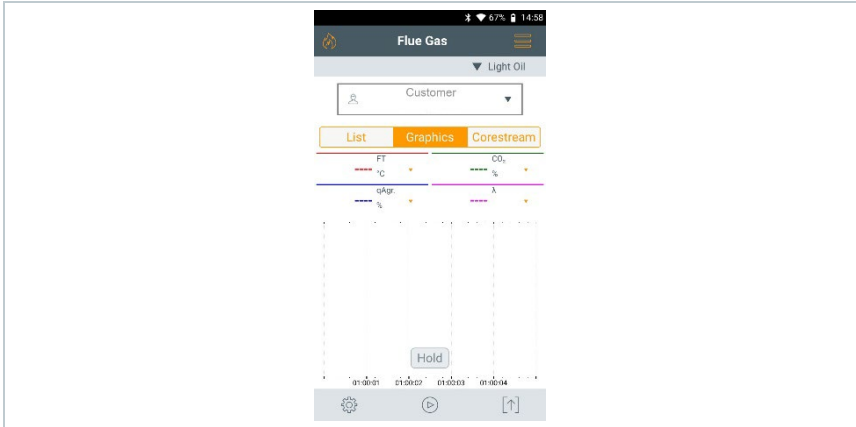 67% 14:58
Flue Gas
Light Oil
Customer
List Graphics Corestream
FT CO₂
---- °C ---- %
qAgr. λ
---- % ----
Hold
01:00:01 01:00:02 01:00:03 01:00:04